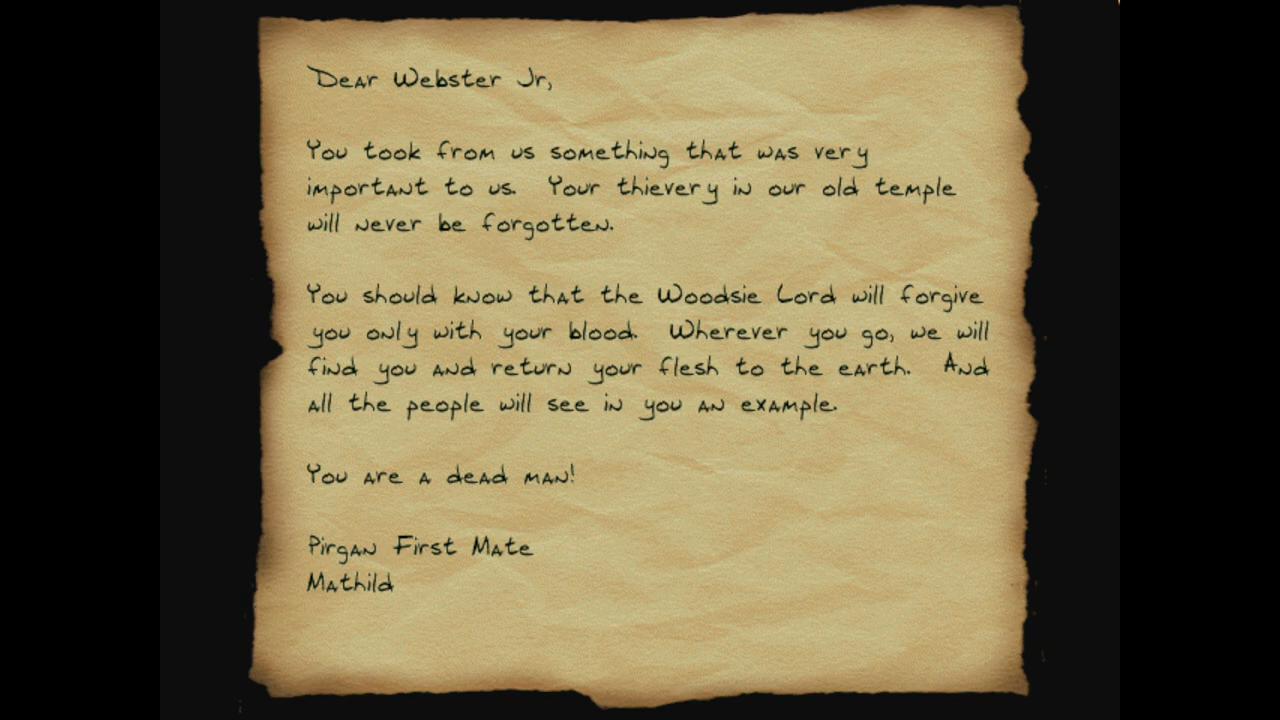 Dear Webster Jr,
You took from us something that was very
important to us. Your thievery in our old temple
will never be forgotten.
You should know that the Woodsie Lord will forgive
you only with your blood. Wherever you go, we will
find you and return your flesh to the earth. And
all the people will see in you an example.
You are a dead man!
Pirgan First Mate
Mathild